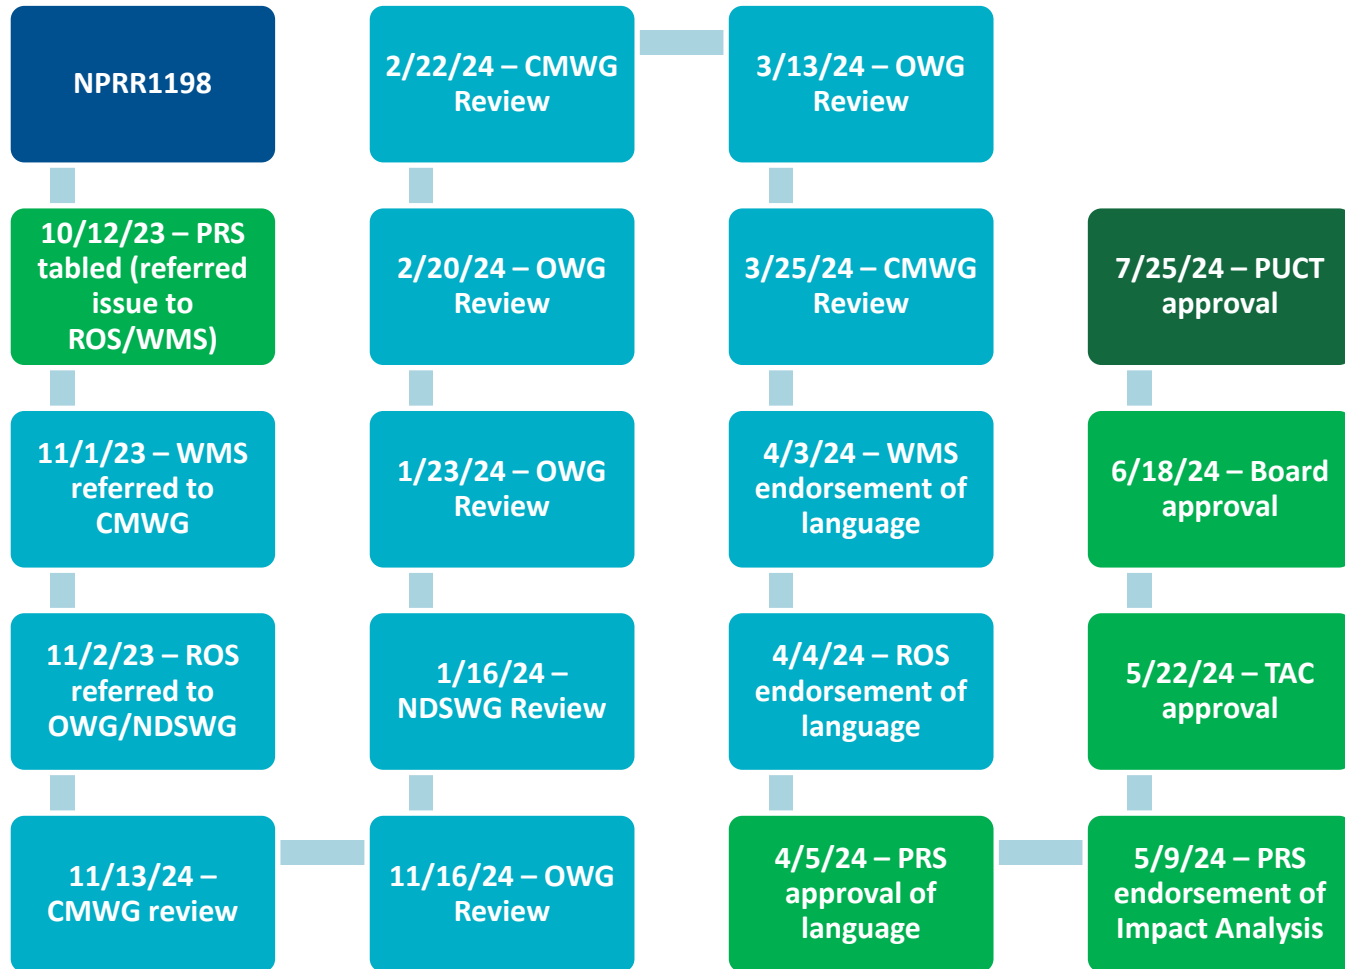 NPRR1198
10/12/23 – PRS
tabled (referred
issue to
ROS/WMS)
11/1/23 – WMS
referred to
CMWG
11/2/23 – ROS
referred to
OWG/NDSWG
11/13/24 –
CMWG review
11/16/24 – OWG
Review
1/16/24 –
NDSWG Review
1/23/24 – OWG
Review
2/20/24 – OWG
Review
2/22/24 – CMWG
Review
3/13/24 – OWG
Review
3/25/24 – CMWG
Review
4/3/24 – WMS
endorsement of
language
4/4/24 – ROS
endorsement of
language
4/5/24 – PRS
approval of
language
5/9/24 – PRS
endorsement of
Impact Analysis
5/22/24 – TAC
approval
6/18/24 – Board
approval
7/25/24 – PUCT
approval